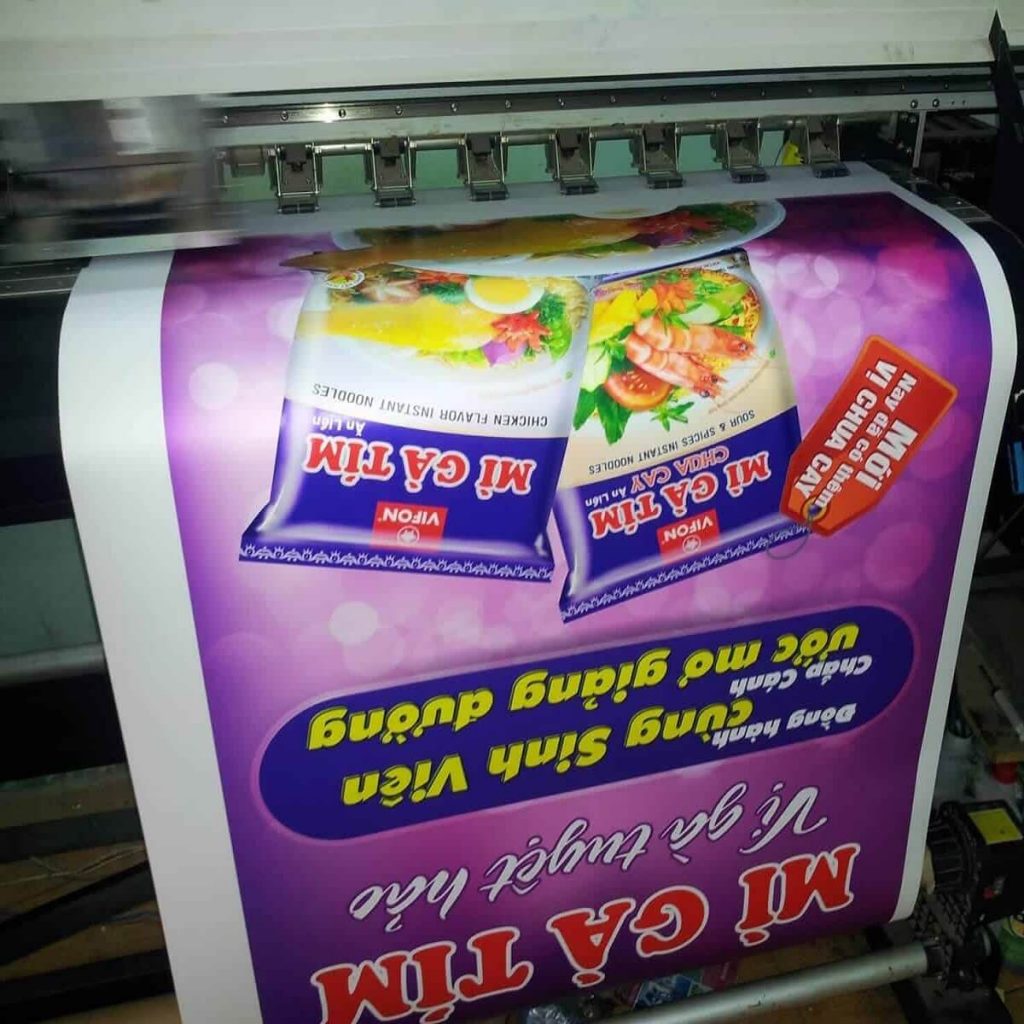 MÌ GÀ TÍM
Vị gà tuyệt hảo
Đồng hành cùng Sinh Viên
Chắp Cánh ước mơ giảng đường
VIFON
MÌ GÀ TÍM
CHUA CAY Ăn Liền
SOUR & SPICES INSTANT NOODLES
VIFON
MÌ GÀ TÍM
Ăn Liền
CHICKEN FLAVOR INSTANT NOODLES
Mới!
Nay đã có thêm
VỊ CHUA CAY